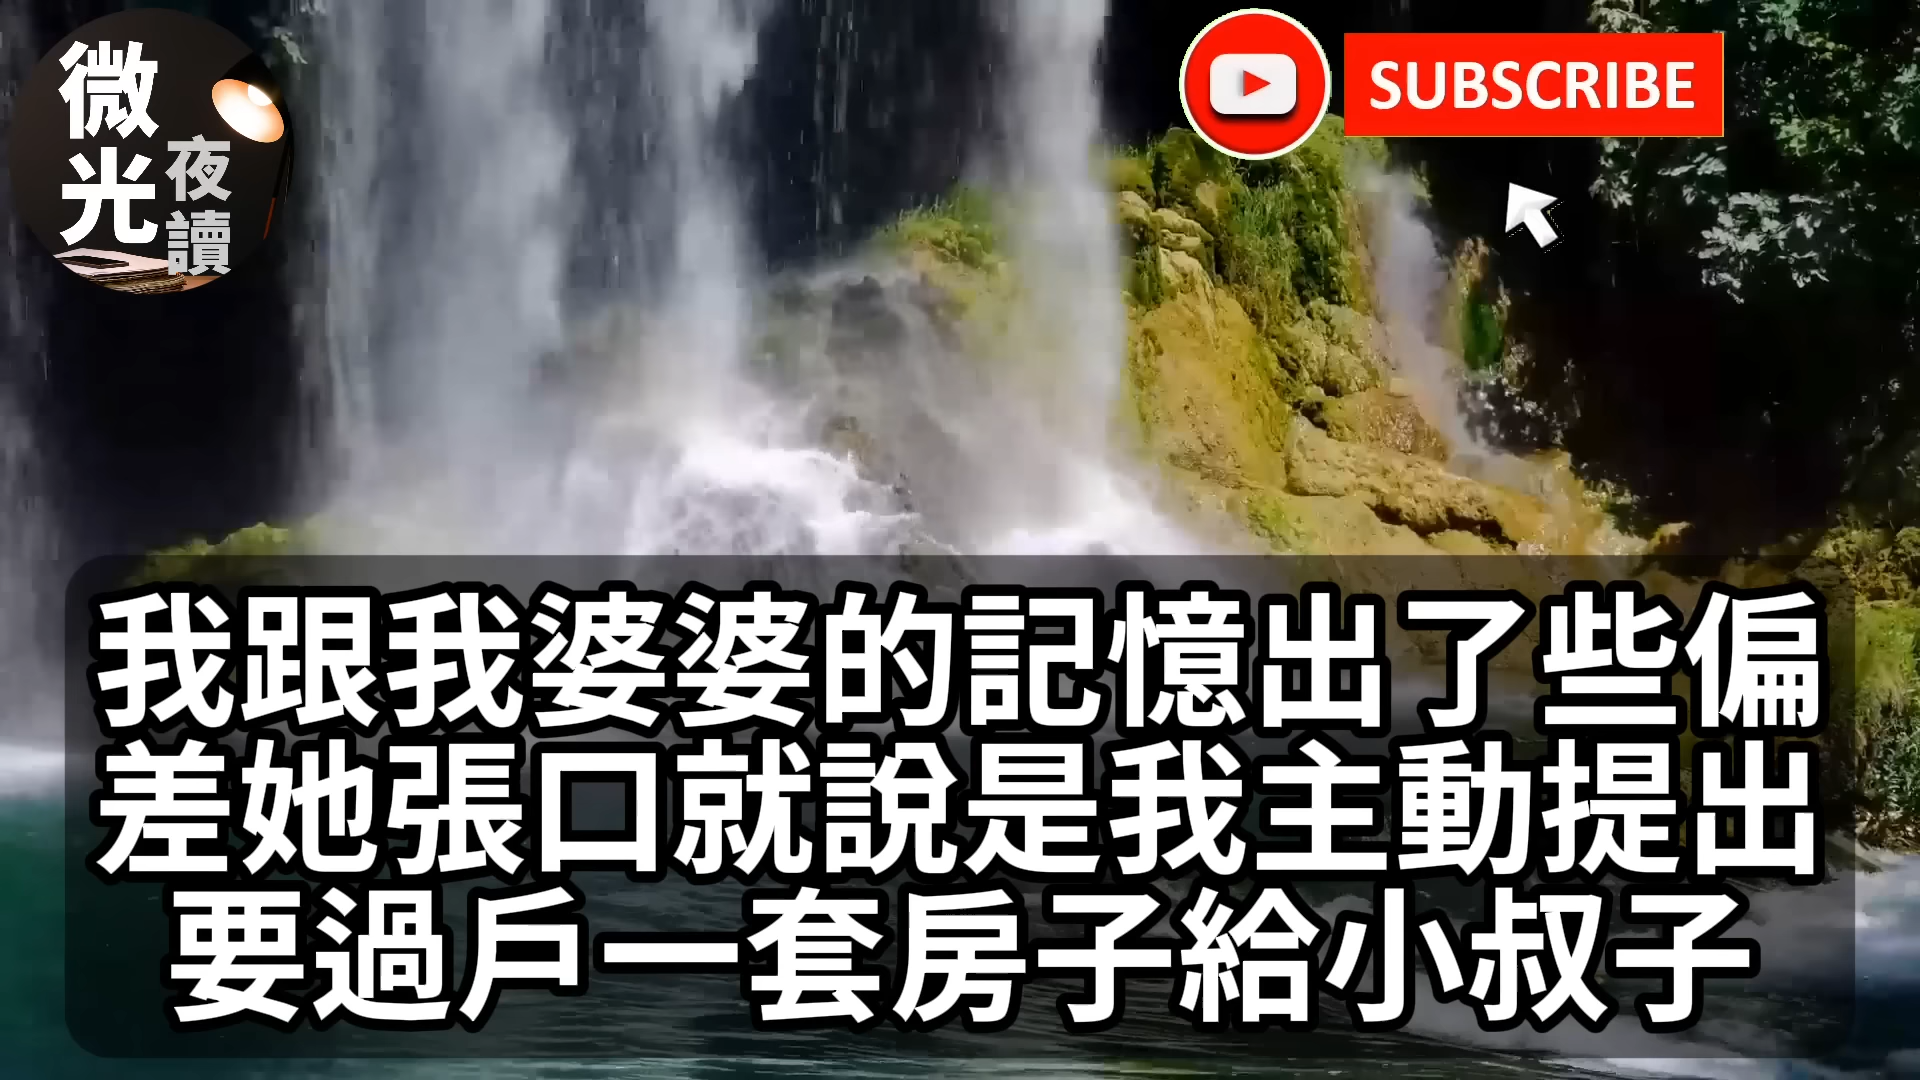 微光
夜讀
SUBSCRIBE
我跟我婆婆的記憶出了些偏
差她張口就說是我主動提出
要過戶一套房子給小叔子